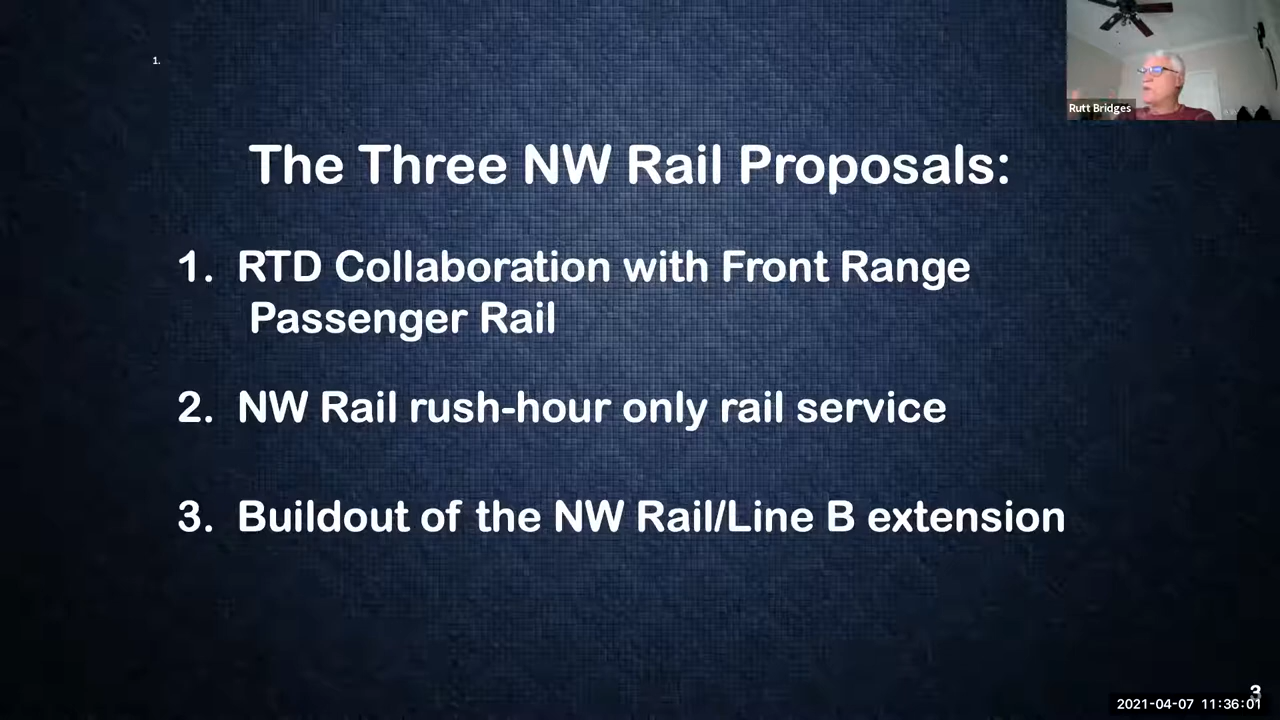 1.
Rutt Bridges
The Three NW Rail Proposals:
1. RTD Collaboration with Front Range
Passenger Rail
2. NW Rail rush-hour only rail service
3. Buildout of the NW Rail/Line B extension
3
2021-04-07 11:36:01